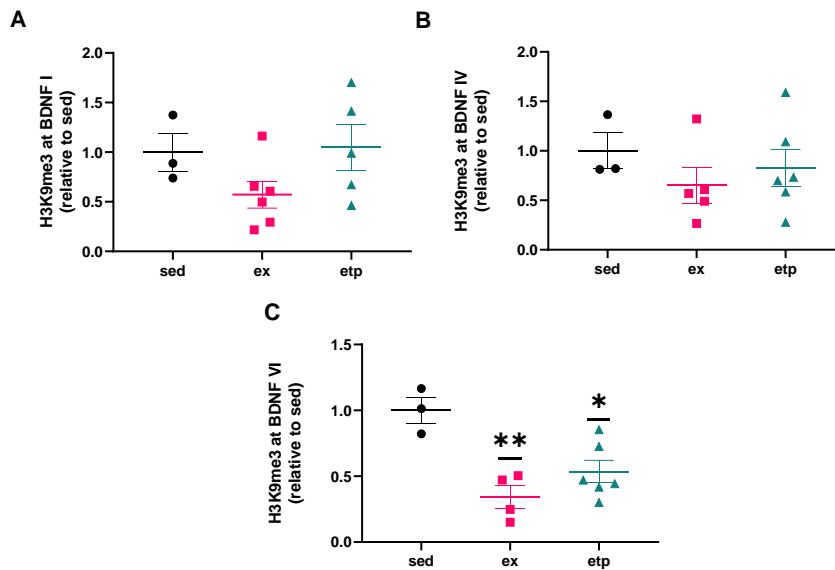 A
H3K9me3 at BDNF I
(relative to sed)
2.0
1.5
1.0
0.5
0.0
sed ex etp
B
H3K9me3 at BDNF IV
(relative to sed)
2.0
1.5
1.0
0.5
0.0
sed ex etp
C
H3K9me3 at BDNF VI
(relative to sed)
1.5
1.0
0.5
0.0
**
*
sed ex etp